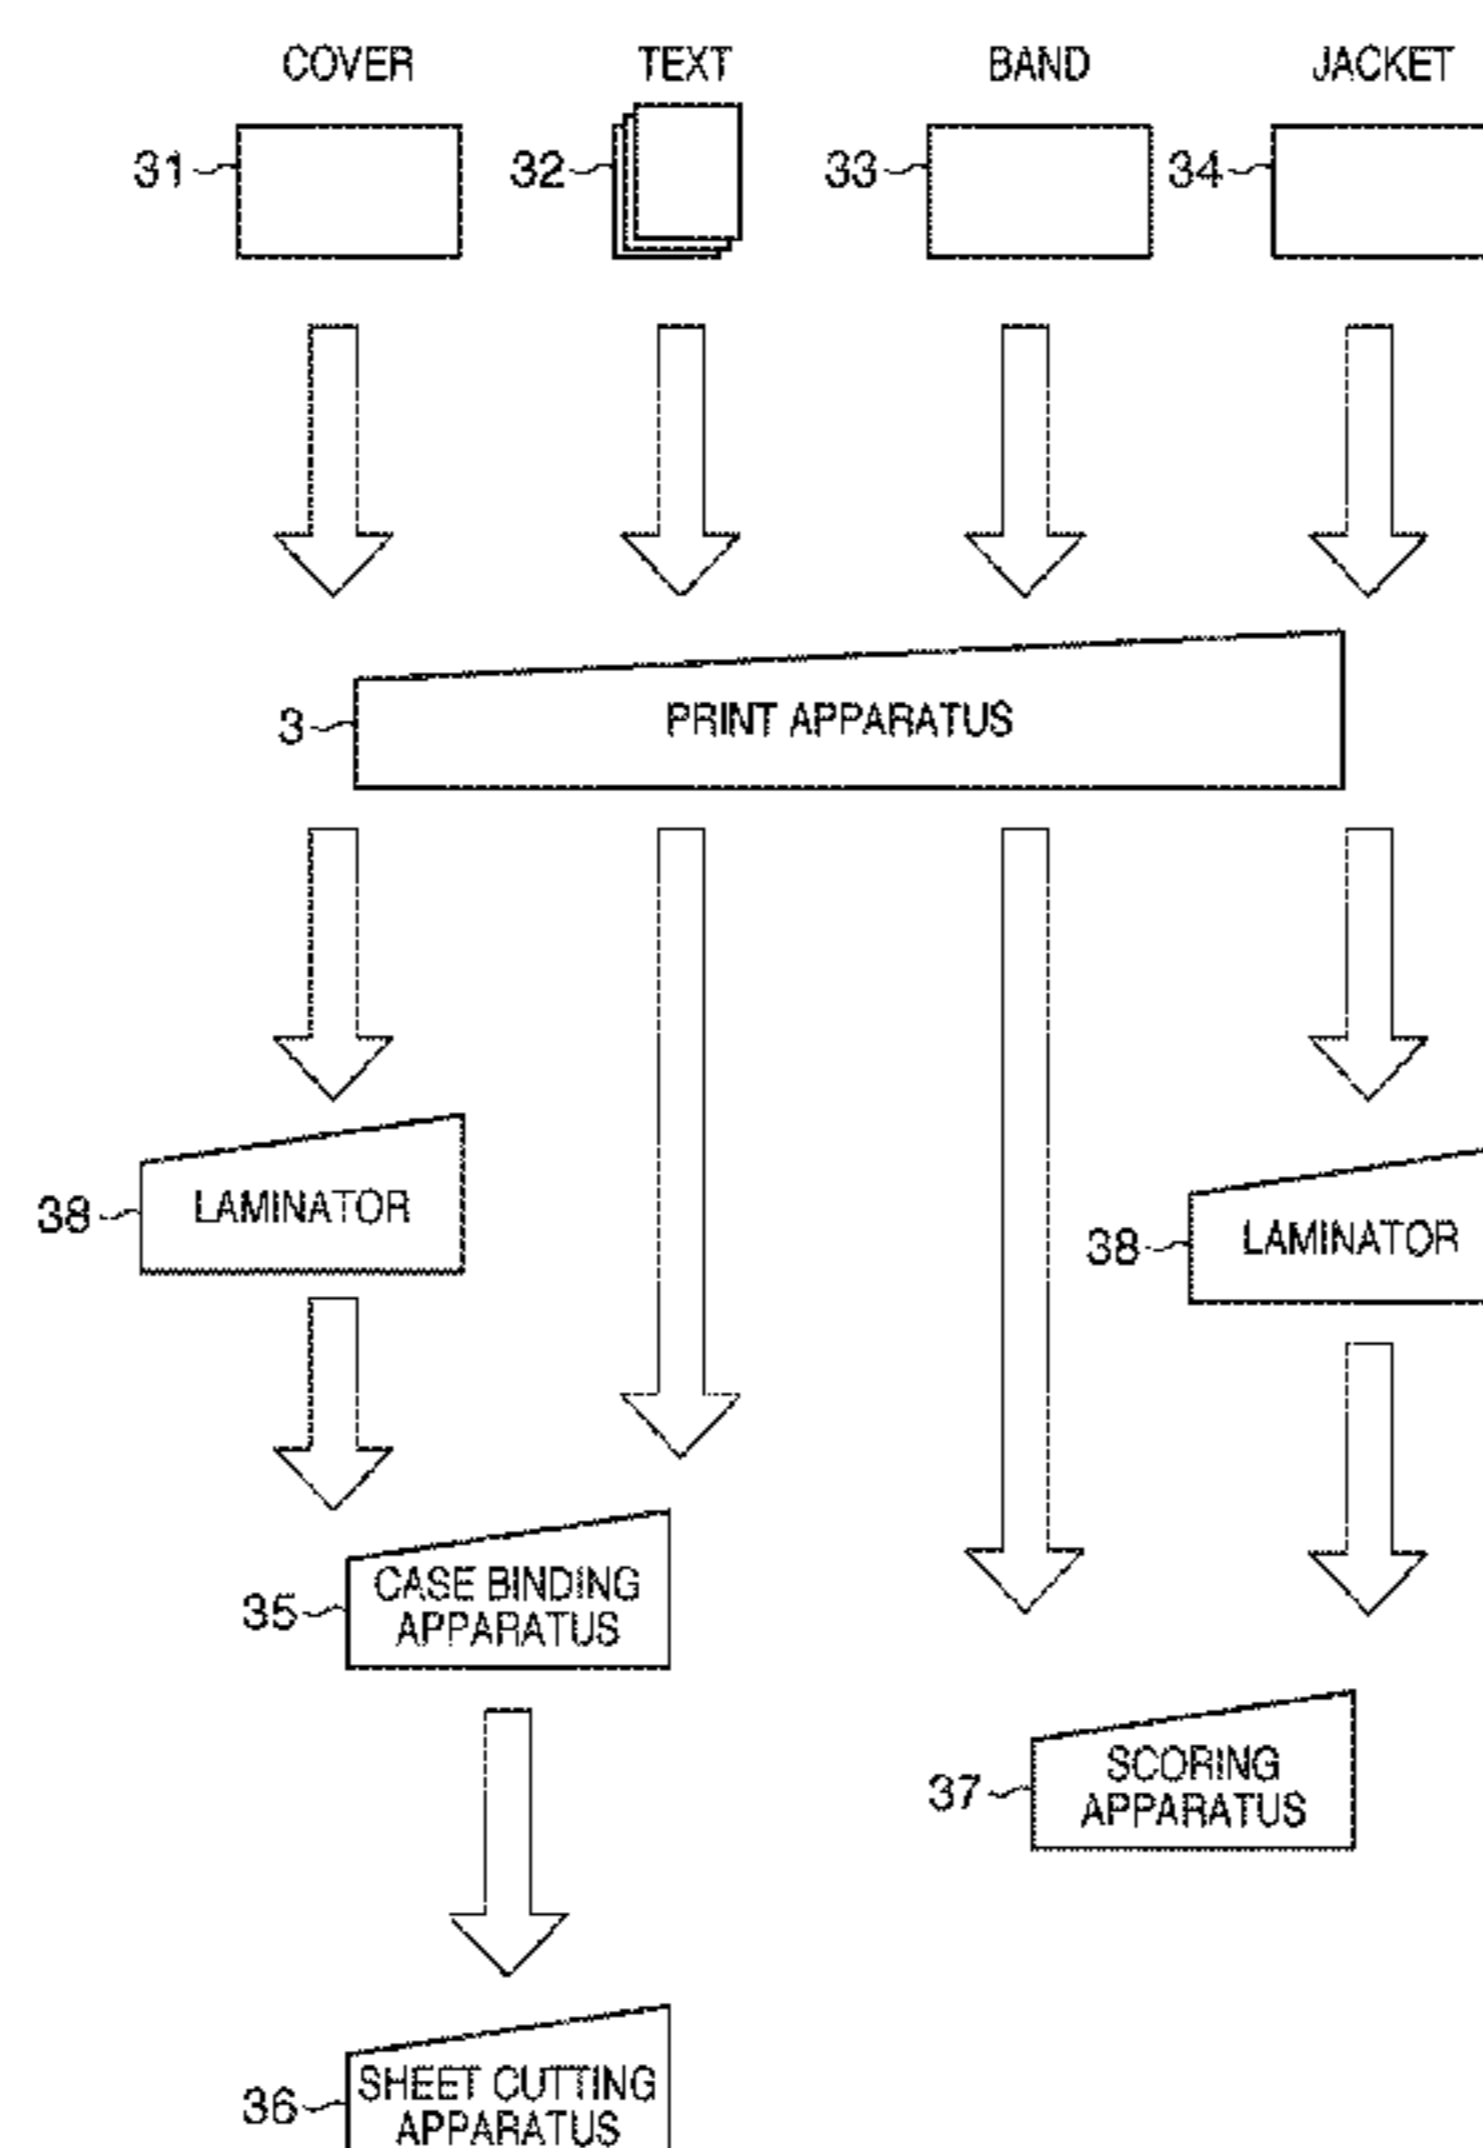 COVER TEXT BAND JACKET
31 32 33 34
3 PRINT APPARATUS
38 LAMINATOR
38 LAMINATOR
35 CASE BINDING
APPARATUS
37 SCORING
APPARATUS
36 SHEET CUTTING
APPARATUS